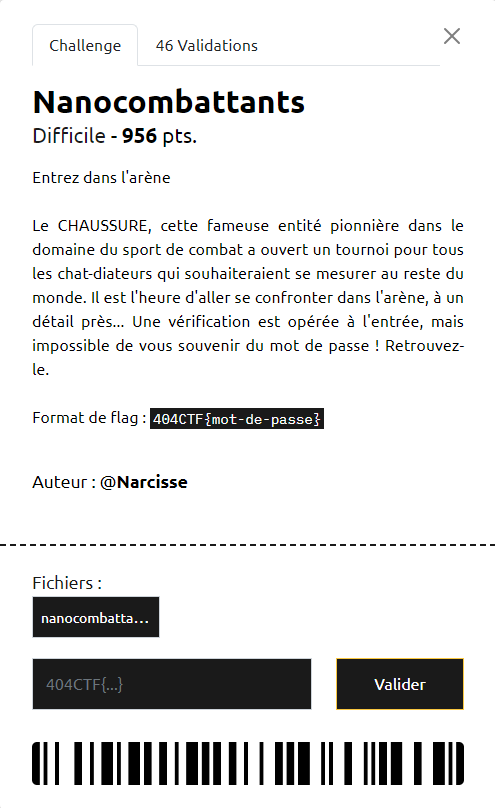 Challenge
46 Validations
Nanocombattants
Difficile - 956 pts.
Entrez dans l'arène
Le CHAUSSURE, cette fameuse entité pionnière dans le
domaine du sport de combat a ouvert un tournoi pour tous
les chat-diateurs qui souhaiteraient se mesurer au reste du
monde. Il est l'heure d'aller se confronter dans l'arène, à un
détail près... Une vérification est opérée à l'entrée, mais
impossible de vous souvenir du mot de passe ! Retrouvez-
le.
Format de flag : 404CTF{mot-de-passe}
Auteur : @Narcisse
Fichiers :
nanocombatta...
404CTF{...}
Valider